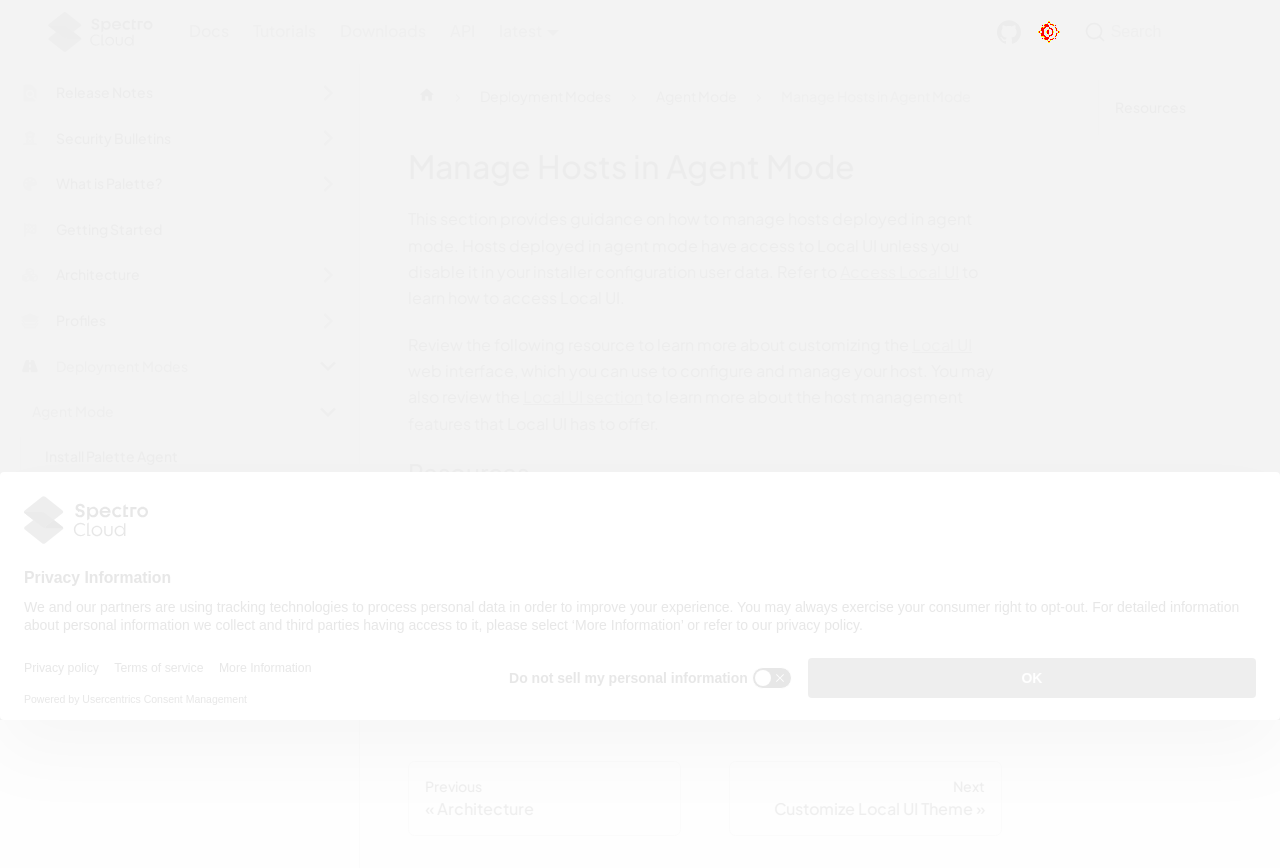 Spectro
Cloud
Docs
Tutorials
Downloads
API
latest
Search
Release Notes
Security Bulletins
What is Palette?
Getting Started
Architecture
Profiles
Deployment Modes
Agent Mode
Install Palette Agent
Deployment Modes
Agent Mode
Manage Hosts in Agent Mode
Resources
Manage Hosts in Agent Mode
This section provides guidance on how to manage hosts deployed in agent
mode. Hosts deployed in agent mode have access to Local UI unless you
disable it in your installer configuration user data. Refer to Access Local UI to
learn how to access Local UI.
Review the following resource to learn more about customizing the Local UI
web interface, which you can use to configure and manage your host. You may
also review the Local UI section to learn more about the host management
features that Local UI has to offer.
Resources
Spectro
Cloud
Privacy Information
We and our partners are using tracking technologies to process personal data in order to improve your experience. You may always exercise your consumer right to opt-out. For detailed information
about personal information we collect and third parties having access to it, please select 'More Information' or refer to our privacy policy.
Privacy policy
Terms of service
More Information
Powered by Usercentrics Consent Management
Do not sell my personal information
OK
Previous
« Architecture
Next
Customize Local UI Theme »